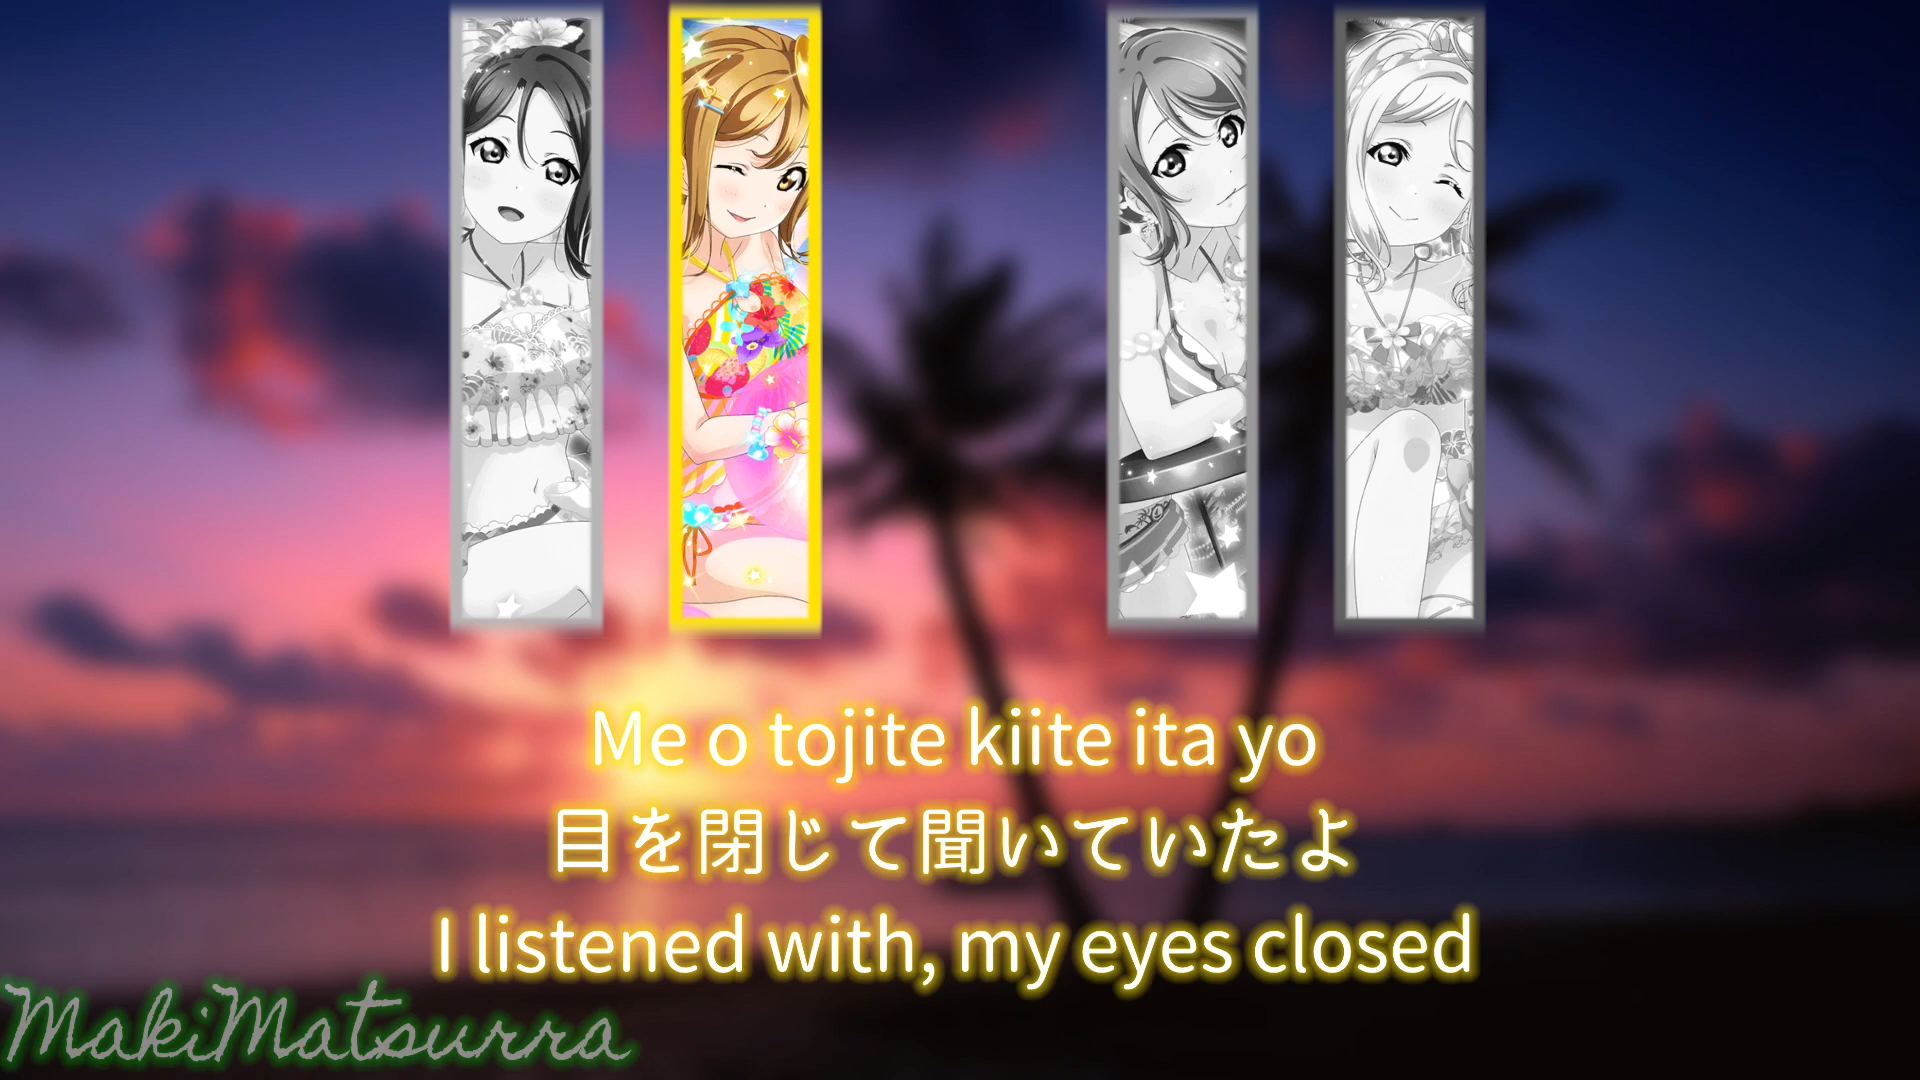 Me o tojite kiite ita yo
目を閉じて聞いていたよ
I listened with, my eyes closed
MakiMatsurra